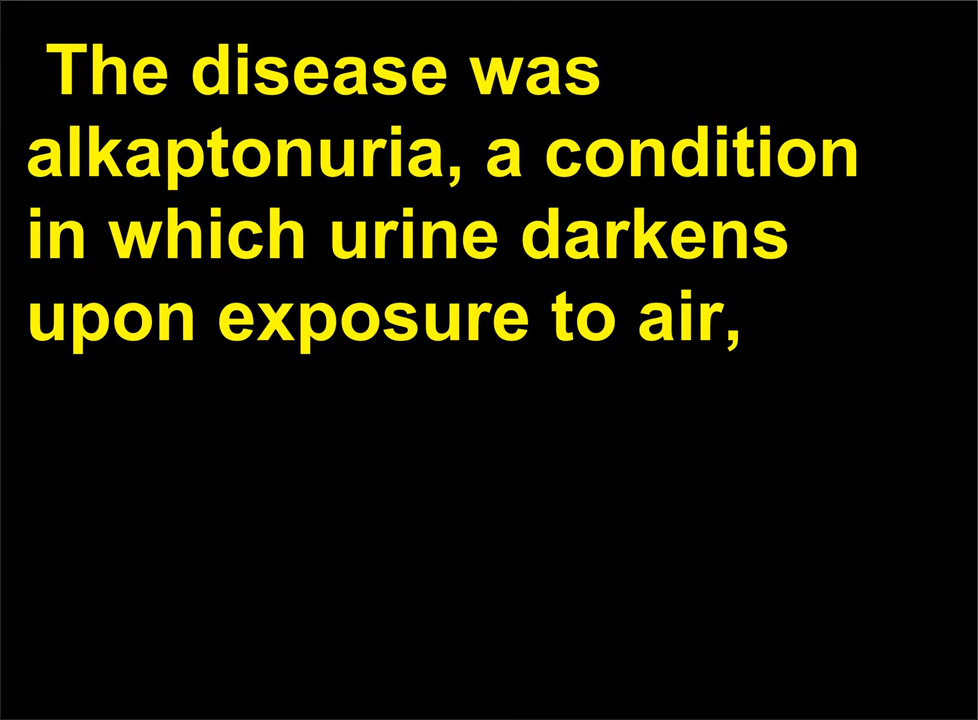 The disease was
alkaptonuria, a condition
in which urine darkens
upon exposure to air,